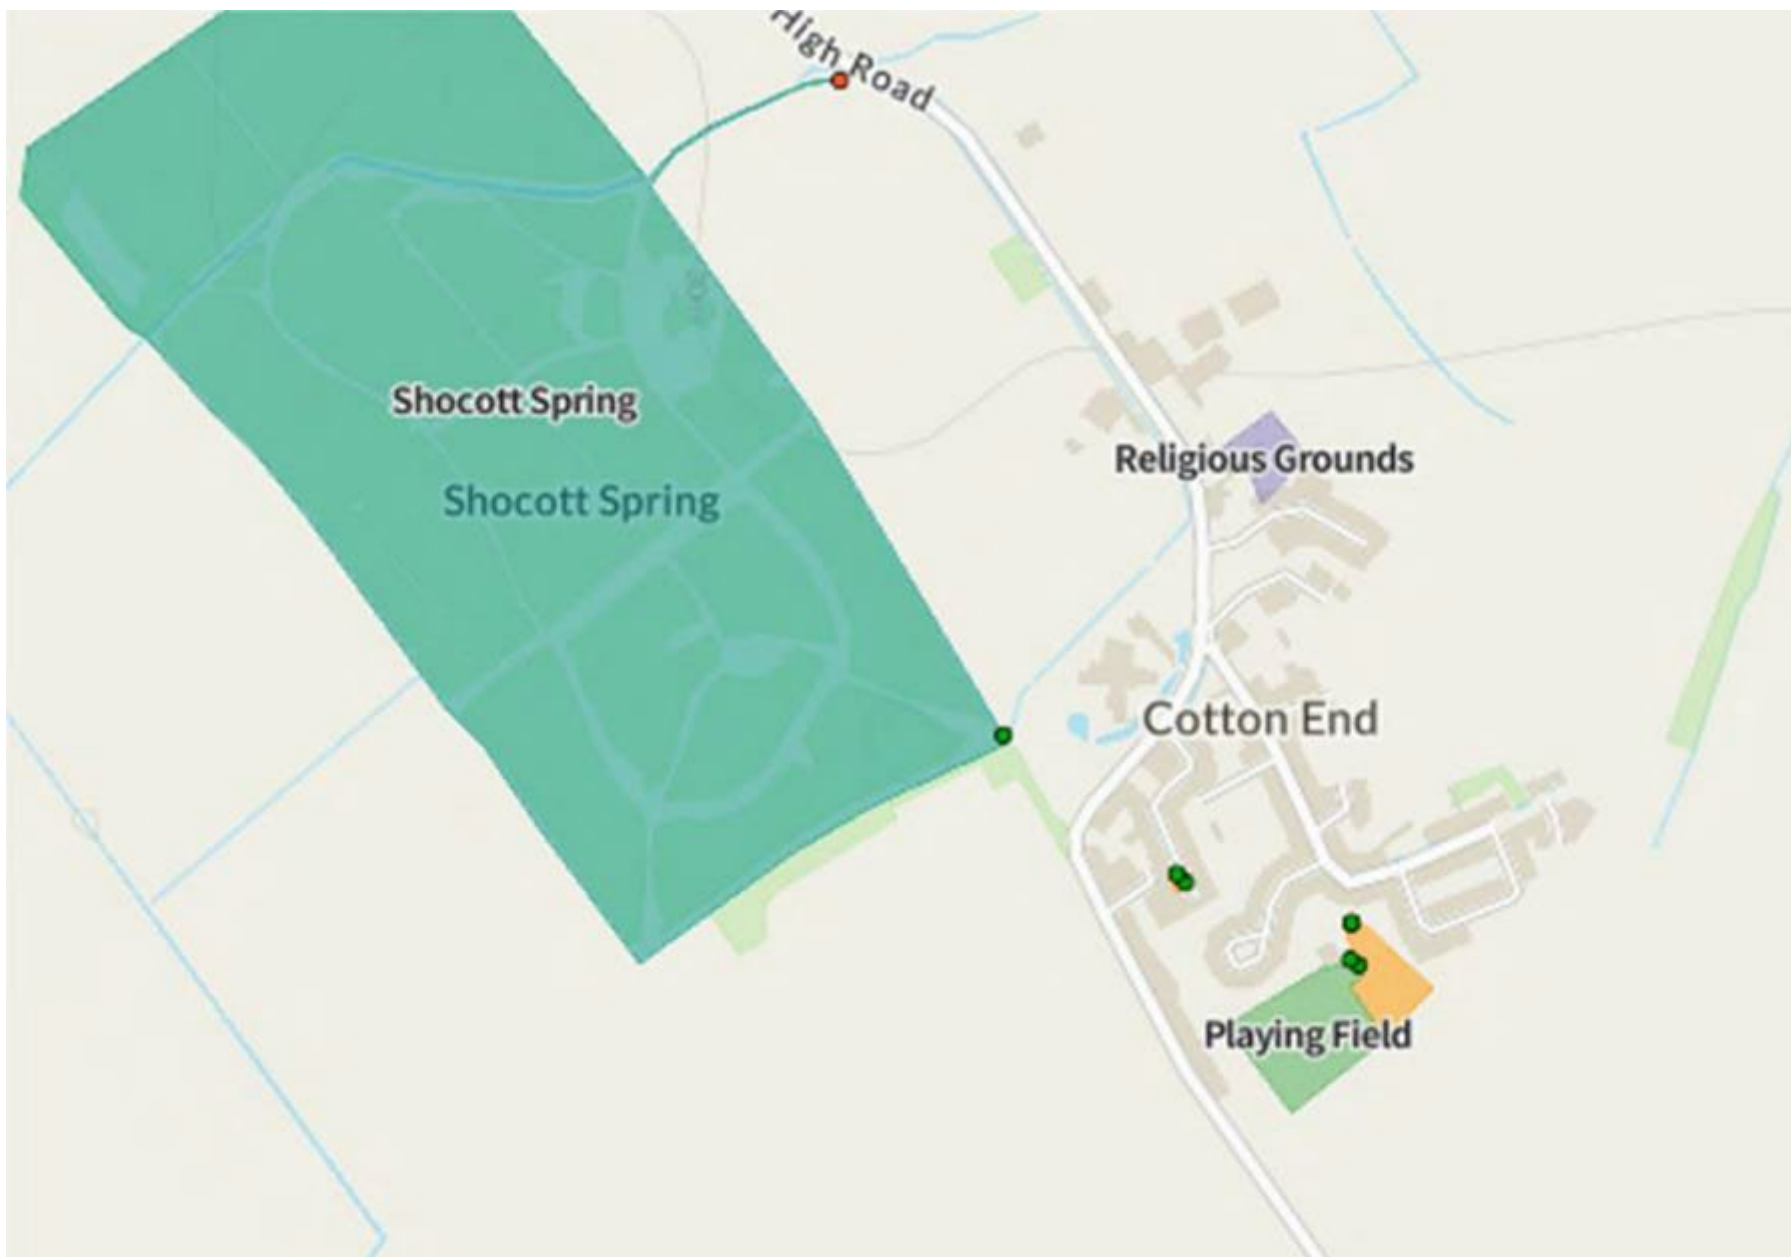 High Road
Shocott Spring
Shocott Spring
Religious Grounds
Cotton End
Playing Field